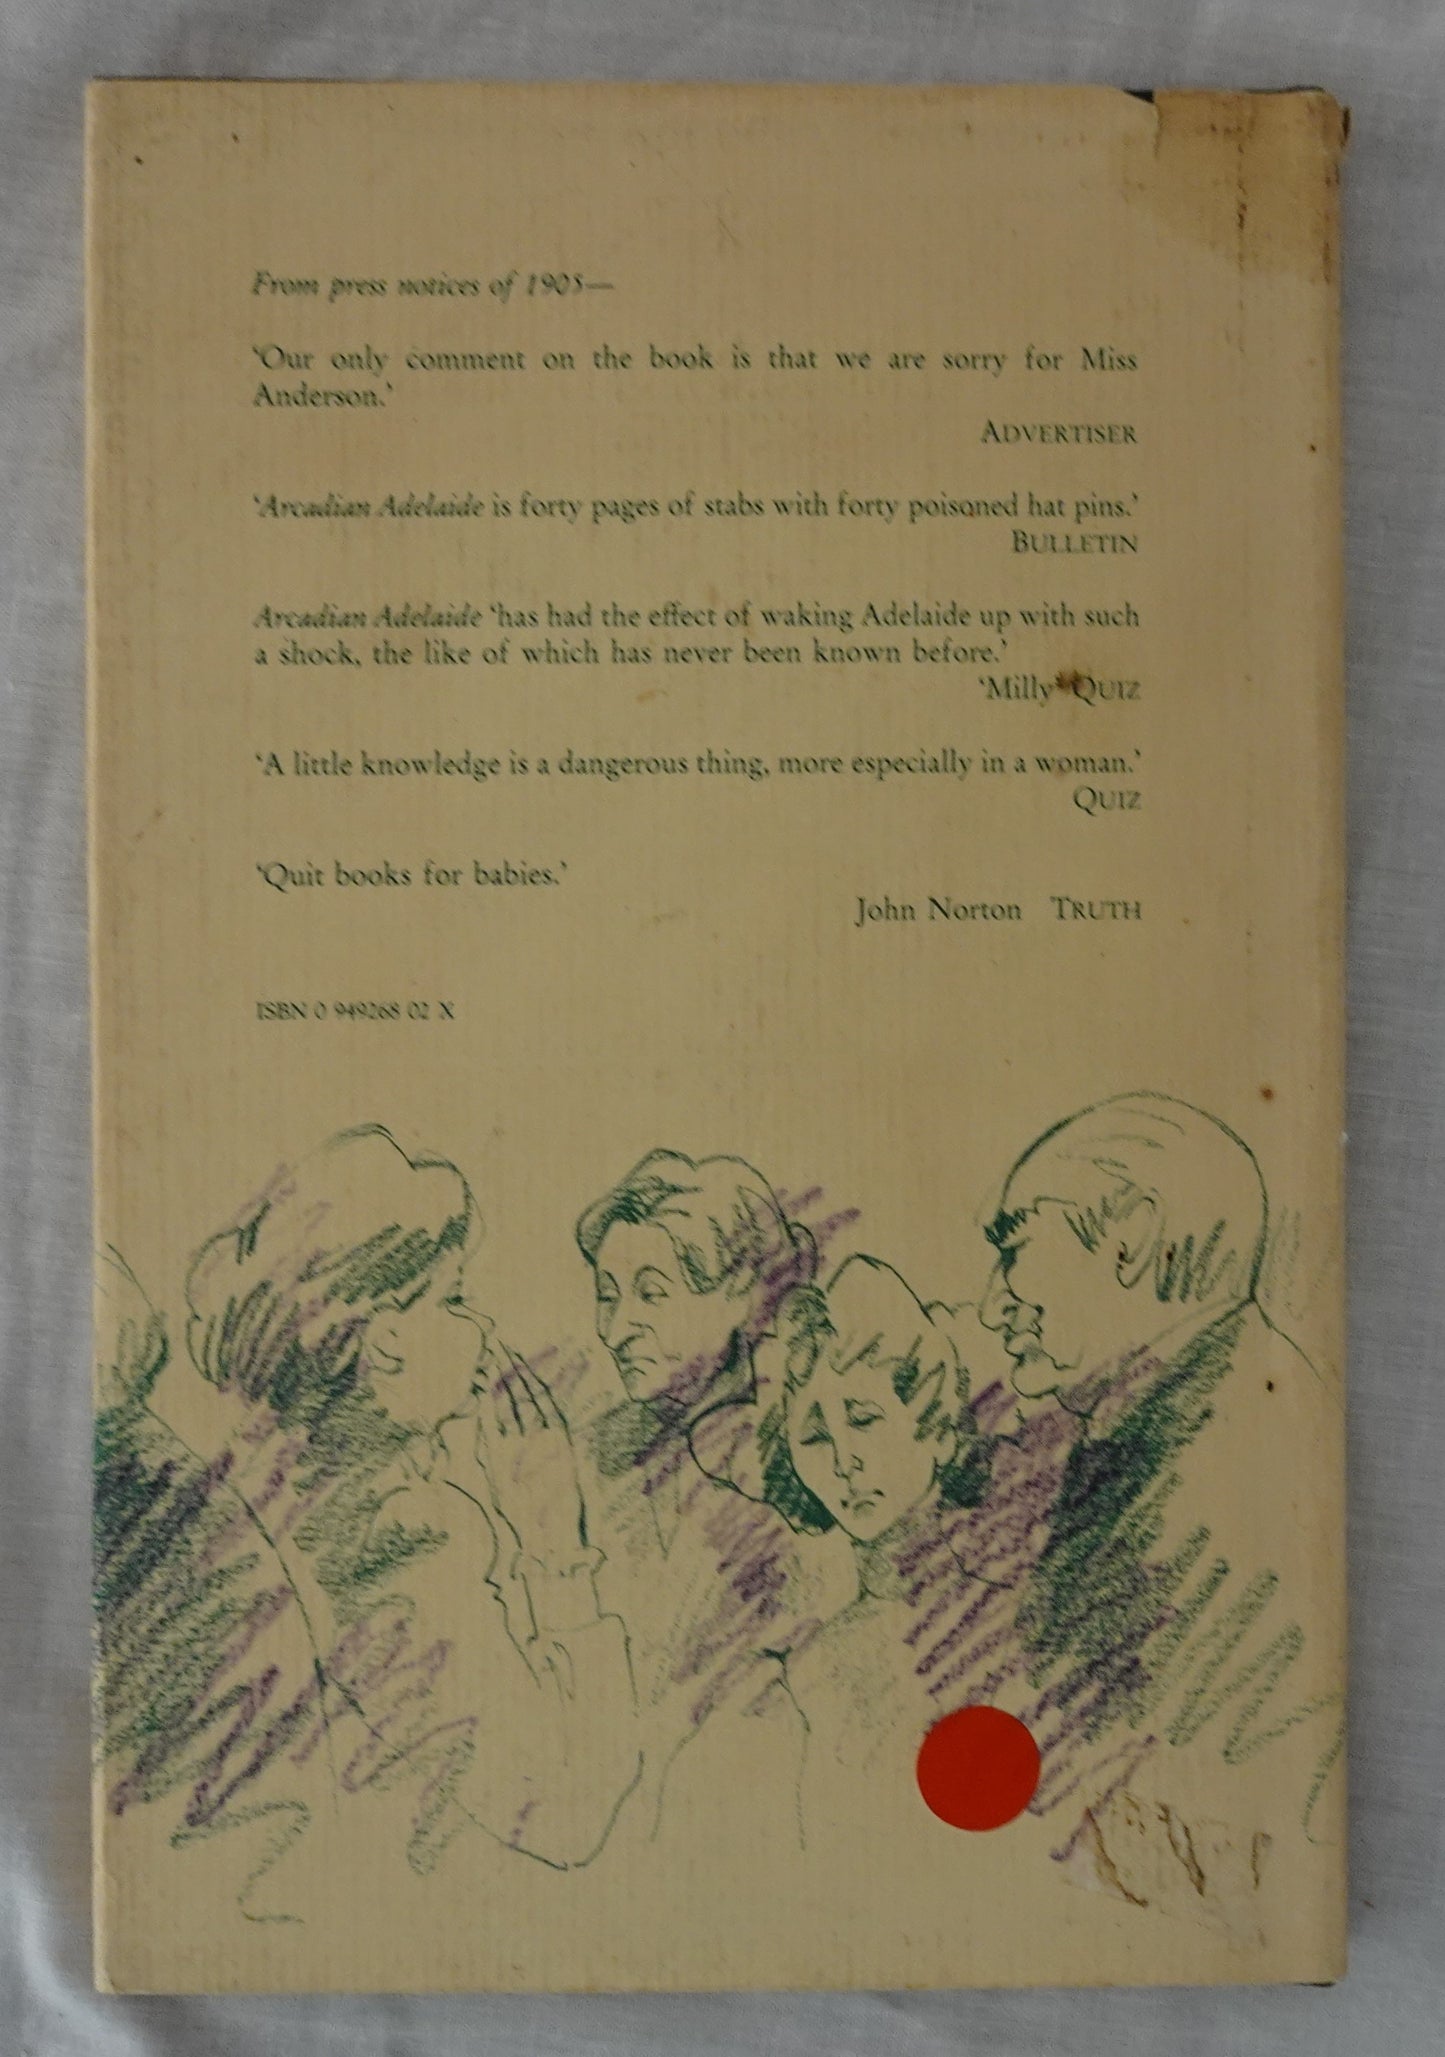 From press notices of 1905—
‘Our only comment on the book is that we are sorry for Miss
Anderson.’
ADVERTISER
‘Arcadian Adelaide is forty pages of stabs with forty poisoned hat pins.’
BULLETIN
Arcadian Adelaide ‘has had the effect of waking Adelaide up with such
a shock, the like of which has never been known before.’
‘Milly’ QUIZ
‘A little knowledge is a dangerous thing, more especially in a woman.’
QUIZ
‘Quit books for babies.’
John Norton TRUTH
ISBN 0 949268 02 X